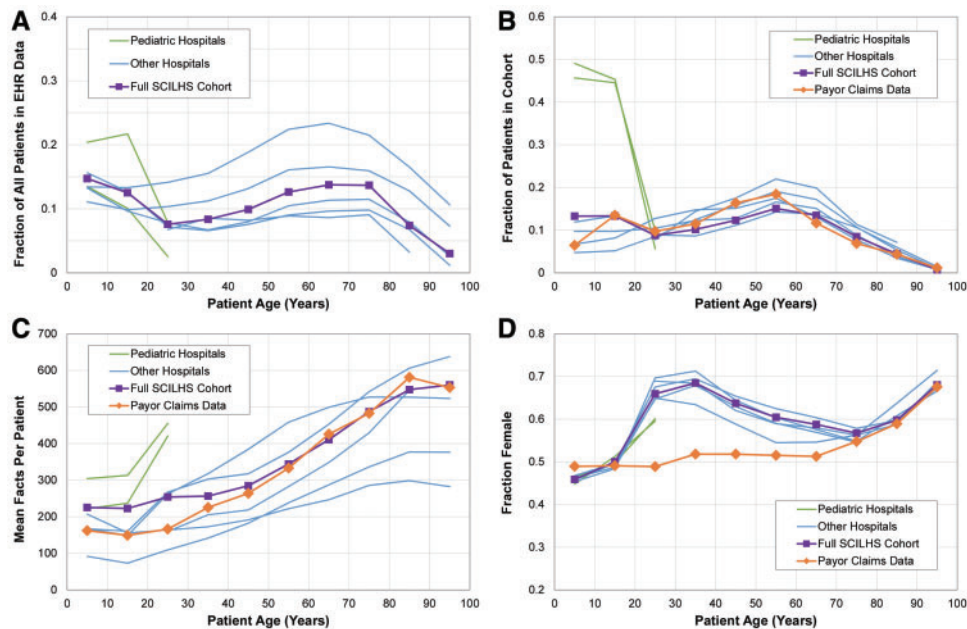 A
Fraction of All Patients in EHR Data
0.4
0.3
0.2
0.1
0
Pediatric Hospitals
Other Hospitals
Full SCILHS Cohort
0 10 20 30 40 50 60 70 80 90 100
Patient Age (Years)
B
Fraction of Patients in Cohort
0.6
0.5
0.4
0.3
0.2
0.1
0
Pediatric Hospitals
Other Hospitals
Full SCILHS Cohort
Payor Claims Data
0 10 20 30 40 50 60 70 80 90 100
Patient Age (Years)
C
Mean Facts Per Patient
700
600
500
400
300
200
100
0
Pediatric Hospitals
Other Hospitals
Full SCILHS Cohort
Payor Claims Data
0 10 20 30 40 50 60 70 80 90 100
Patient Age (Years)
D
Fraction Female
0.8
0.7
0.6
0.5
0.4
0.3
0.2
Pediatric Hospitals
Other Hospitals
Full SCILHS Cohort
Payor Claims Data
0 10 20 30 40 50 60 70 80 90 100
Patient Age (Years)